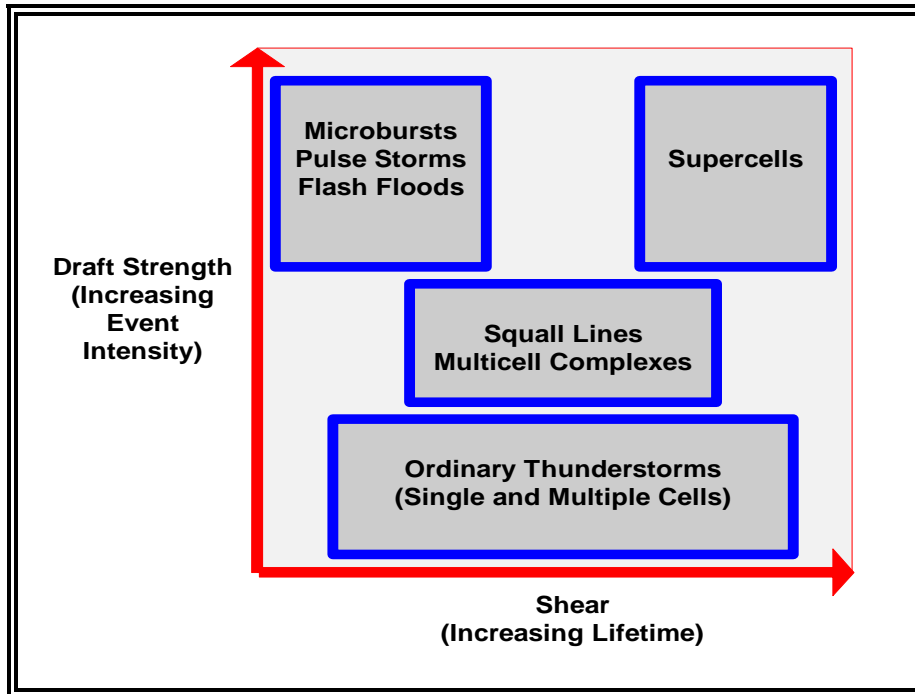 Microbursts
Pulse Storms
Flash Floods
Supercells
Draft Strength
(Increasing
Event
Intensity)
Squall Lines
Multicell Complexes
Ordinary Thunderstorms
(Single and Multiple Cells)
Shear
(Increasing Lifetime)